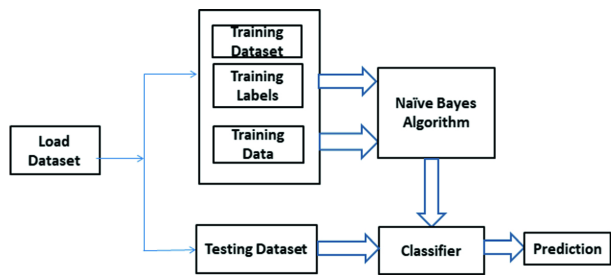 Load
Dataset
Training
Dataset
Training
Labels
Training
Data
Naïve Bayes
Algorithm
Testing Dataset
Classifier
Prediction